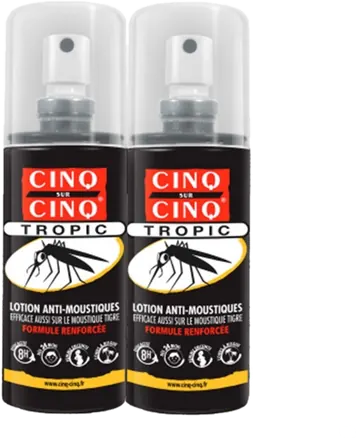 CINQ
SUR
CINQ®
TROPIC
LOTION ANTI-MOUSTIQUES
EFFICACE AUSSI SUR LE MOUSTIQUE TIGRE
FORMULE RENFORCÉE
8H
www.cinq-cinq.fr
CINQ
SUR
CINQ®
TROPIC
LOTION ANTI-MOUSTIQUES
EFFICACE AUSSI SUR LE MOUSTIQUE TIGRE
FORMULE RENFORCÉE
8H
www.cinq-cinq.fr